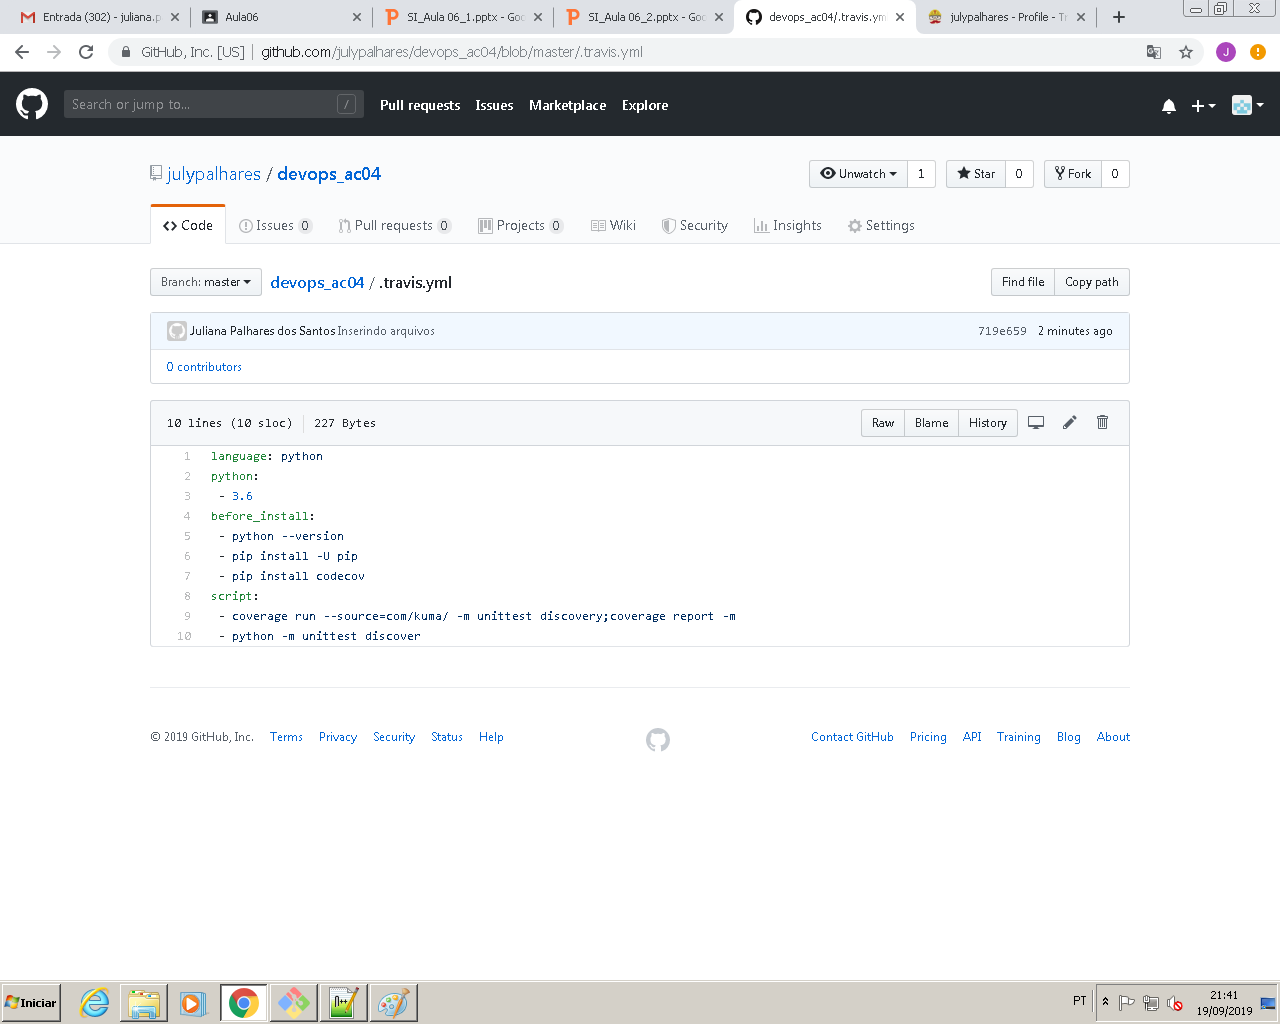 Entrada (302) - juliana.p
Aula06
SI_Aula 06_1.pptx - Goo
SI_Aula 06_2.pptx - Goo
devops_ac04/.travis.ym
julypalhares - Profile - Tr
GitHub, Inc. [US] | github.com/julypalhares/devops_ac04/blob/master/.travis.yml
J
Search or jump to... /
Pull requests Issues Marketplace Explore
julypalhares / devops_ac04
Unwatch 1 Star 0 Fork 0
Code Issues 0 Pull requests 0 Projects 0 Wiki Security Insights Settings
Branch: master devops_ac04 / .travis.yml Find file Copy path
Juliana Palhares dos Santos Inserindo arquivos 719e659 2 minutes ago
0 contributors
10 lines (10 sloc) 227 Bytes Raw Blame History
1 language: python
2 python:
3 - 3.6
4 before_install:
5 - python --version
6 - pip install -U pip
7 - pip install codecov
8 script:
9 - coverage run --source=com/kuma/ -m unittest discovery;coverage report -m
10 - python -m unittest discover
© 2019 GitHub, Inc. Terms Privacy Security Status Help Contact GitHub Pricing API Training Blog About
Iniciar
PT
21:41
19/09/2019